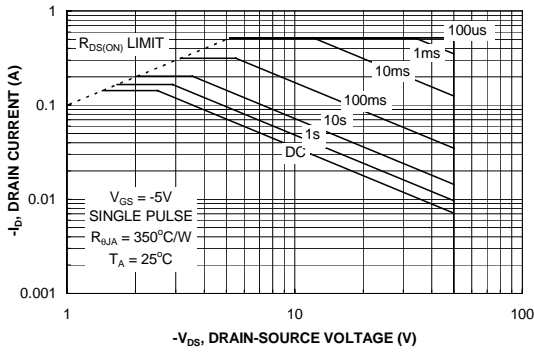 1
R_DS(ON) LIMIT
100us
1ms
10ms
100ms
10s
1s
DC
0.1
0.01
0.001
V_GS = -5V
SINGLE PULSE
R_θJA = 350°C/W
T_A = 25°C
1
10
100
-I_D, DRAIN CURRENT (A)
-V_DS, DRAIN-SOURCE VOLTAGE (V)